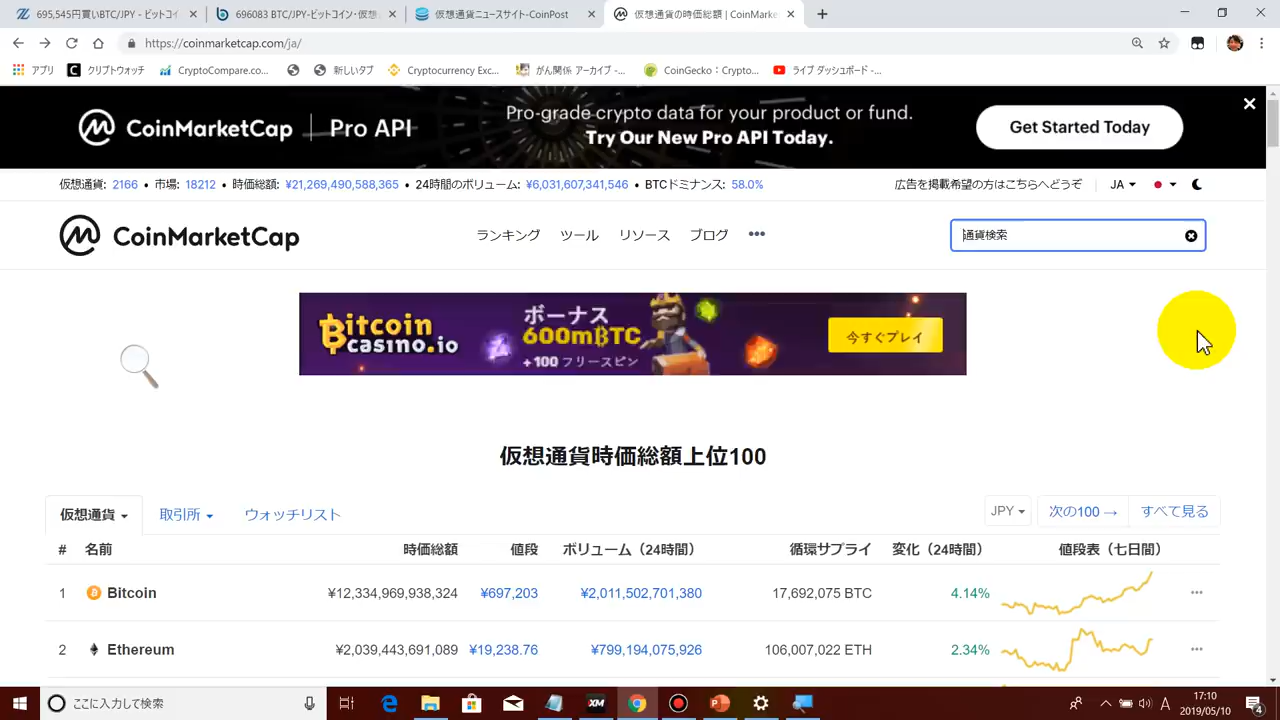 695,545円買いBTC/JPY - ビットコイ
696083 BTC/JPY-ビットコイン・仮想
仮想通貨ニュースサイト-CoinPost
仮想通貨の時価総額 | CoinMarke
https://coinmarketcap.com/ja/
アプリ クリプトウォッチ CryptoCompare.co... 新しいタブ Cryptocurrency Exc... がん関係 アーカイブ -... CoinGecko：Crypto... ライブ ダッシュボード -...
CoinMarketCap | Pro API
Pro-grade crypto data for your product or fund.
Try Our New Pro API Today.
Get Started Today
仮想通貨: 2166 • 市場: 18212 • 時価総額: ¥21,269,490,588,365 • 24時間のボリューム: ¥6,031,607,341,546 • BTCドミナンス: 58.0%
広告を掲載希望の方はこちらへどうぞ JA
CoinMarketCap
ランキング ツール リソース ブログ •••
通貨検索
Bitcoin
casino.io
ボーナス
600mBTC
+100 フリースピン
今すぐプレイ
仮想通貨時価総額上位100
仮想通貨 取引所 ウォッチリスト
JPY 次の100 → すべて見る
# 名前 時価総額 値段 ボリューム（24時間） 循環サプライ 変化（24時間） 値段表（七日間）
1 Bitcoin ¥12,334,969,938,324 ¥697,203 ¥2,011,502,701,380 17,692,075 BTC 4.14%
2 Ethereum ¥2,039,443,691,089 ¥19,238.76 ¥799,194,075,926 106,007,022 ETH 2.34%
ここに入力して検索
XM
A
17:10
2019/05/10
4